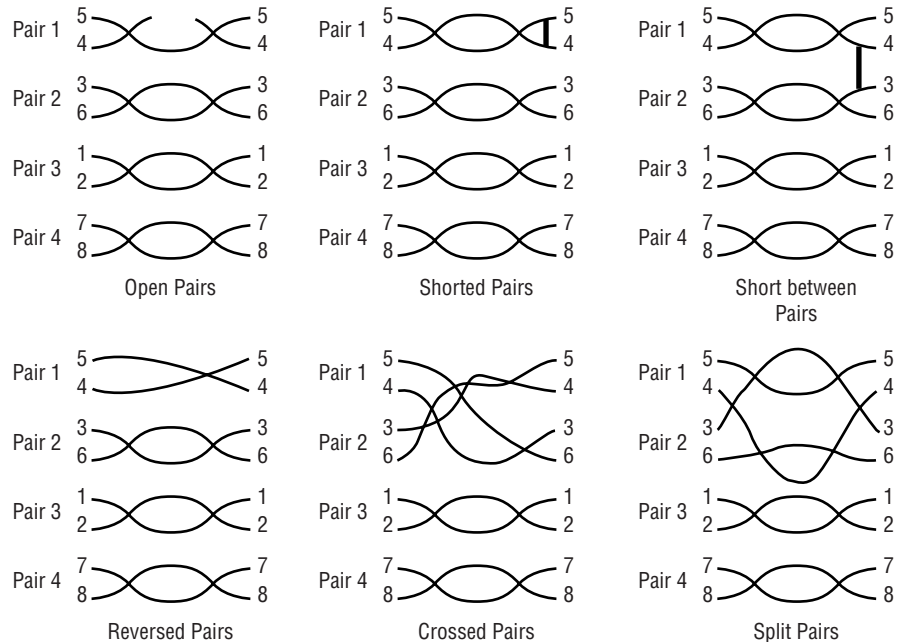 5 5
Pair 1
4 4
3 3
Pair 2
6 6
1 1
Pair 3
2 2
7 7
Pair 4
8 8
Open Pairs
5 5
Pair 1
4 4
3 3
Pair 2
6 6
1 1
Pair 3
2 2
7 7
Pair 4
8 8
Shorted Pairs
5 5
Pair 1
4 4
3 3
Pair 2
6 6
1 1
Pair 3
2 2
7 7
Pair 4
8 8
Short between
Pairs
5 5
Pair 1
4 4
3 3
Pair 2
6 6
1 1
Pair 3
2 2
7 7
Pair 4
8 8
Reversed Pairs
5 5
Pair 1
4 4
3 3
Pair 2
6 6
1 1
Pair 3
2 2
7 7
Pair 4
8 8
Crossed Pairs
5 5
Pair 1
4 4
3 3
Pair 2
6 6
1 1
Pair 3
2 2
7 7
Pair 4
8 8
Split Pairs